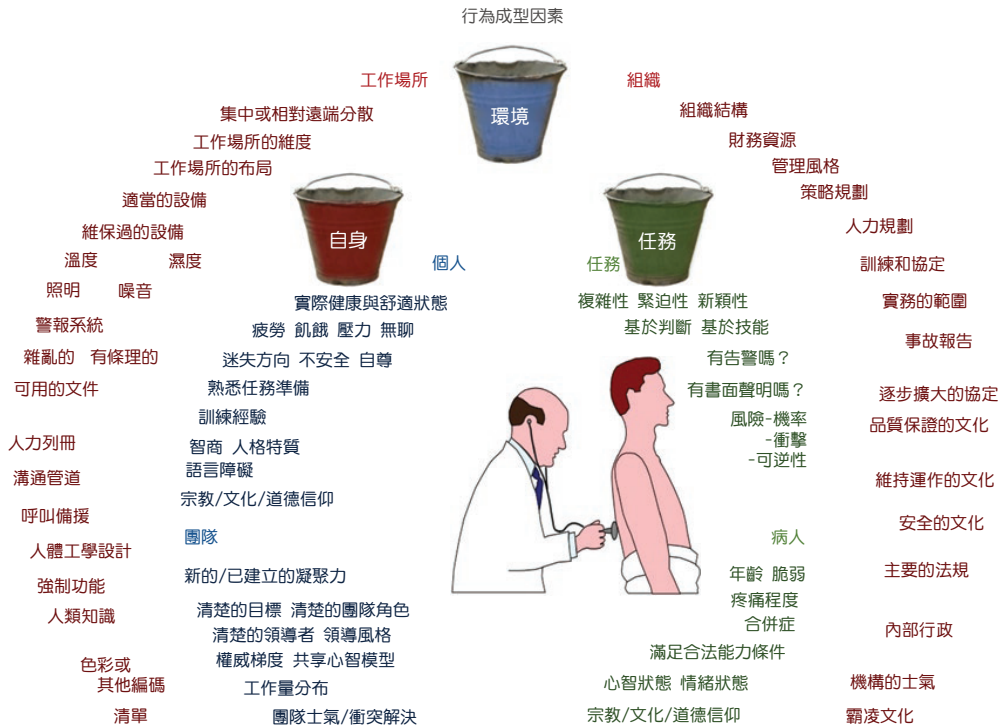 行為成型因素
工作場所
組織
環境
集中或相對遠端分散
工作場所的維度
工作場所的布局
適當的設備
維保過的設備
溫度 濕度
照明 噪音
警報系統
雜亂的 有條理的
可用的文件
人力列冊
溝通管道
呼叫備援
人體工學設計
強制功能
人類知識
色彩或
其他編碼
清單
組織結構
財務資源
管理風格
策略規劃
人力規劃
訓練和協定
實務的範圍
事故報告
逐步擴大的協定
品質保證的文化
維持運作的文化
安全的文化
主要的法規
內部行政
機構的士氣
霸凌文化
自身
個人
實際健康與舒適狀態
疲勞 飢餓 壓力 無聊
迷失方向 不安全 自尊
熟悉任務準備
訓練經驗
智商 人格特質
語言障礙
宗教/文化/道德信仰
團隊
新的/已建立的凝聚力
清楚的目標 清楚的團隊角色
清楚的領導者 領導風格
權威梯度 共享心智模型
工作量分布
團隊士氣/衝突解決
任務
任務
複雜性 緊迫性 新穎性
基於判斷 基於技能
有告警嗎？
有書面聲明嗎？
風險-機率
-衝擊
-可逆性
病人
年齡 脆弱
疼痛程度
合併症
滿足合法能力條件
心智狀態 情緒狀態
宗教/文化/道德信仰